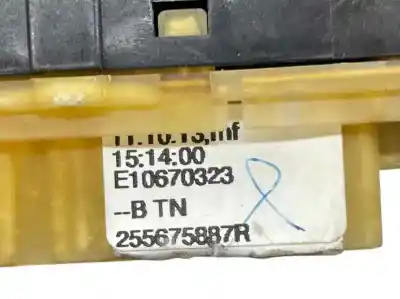 11.10.13,mf
15:14:00
E10670323
--B TN
255675887R